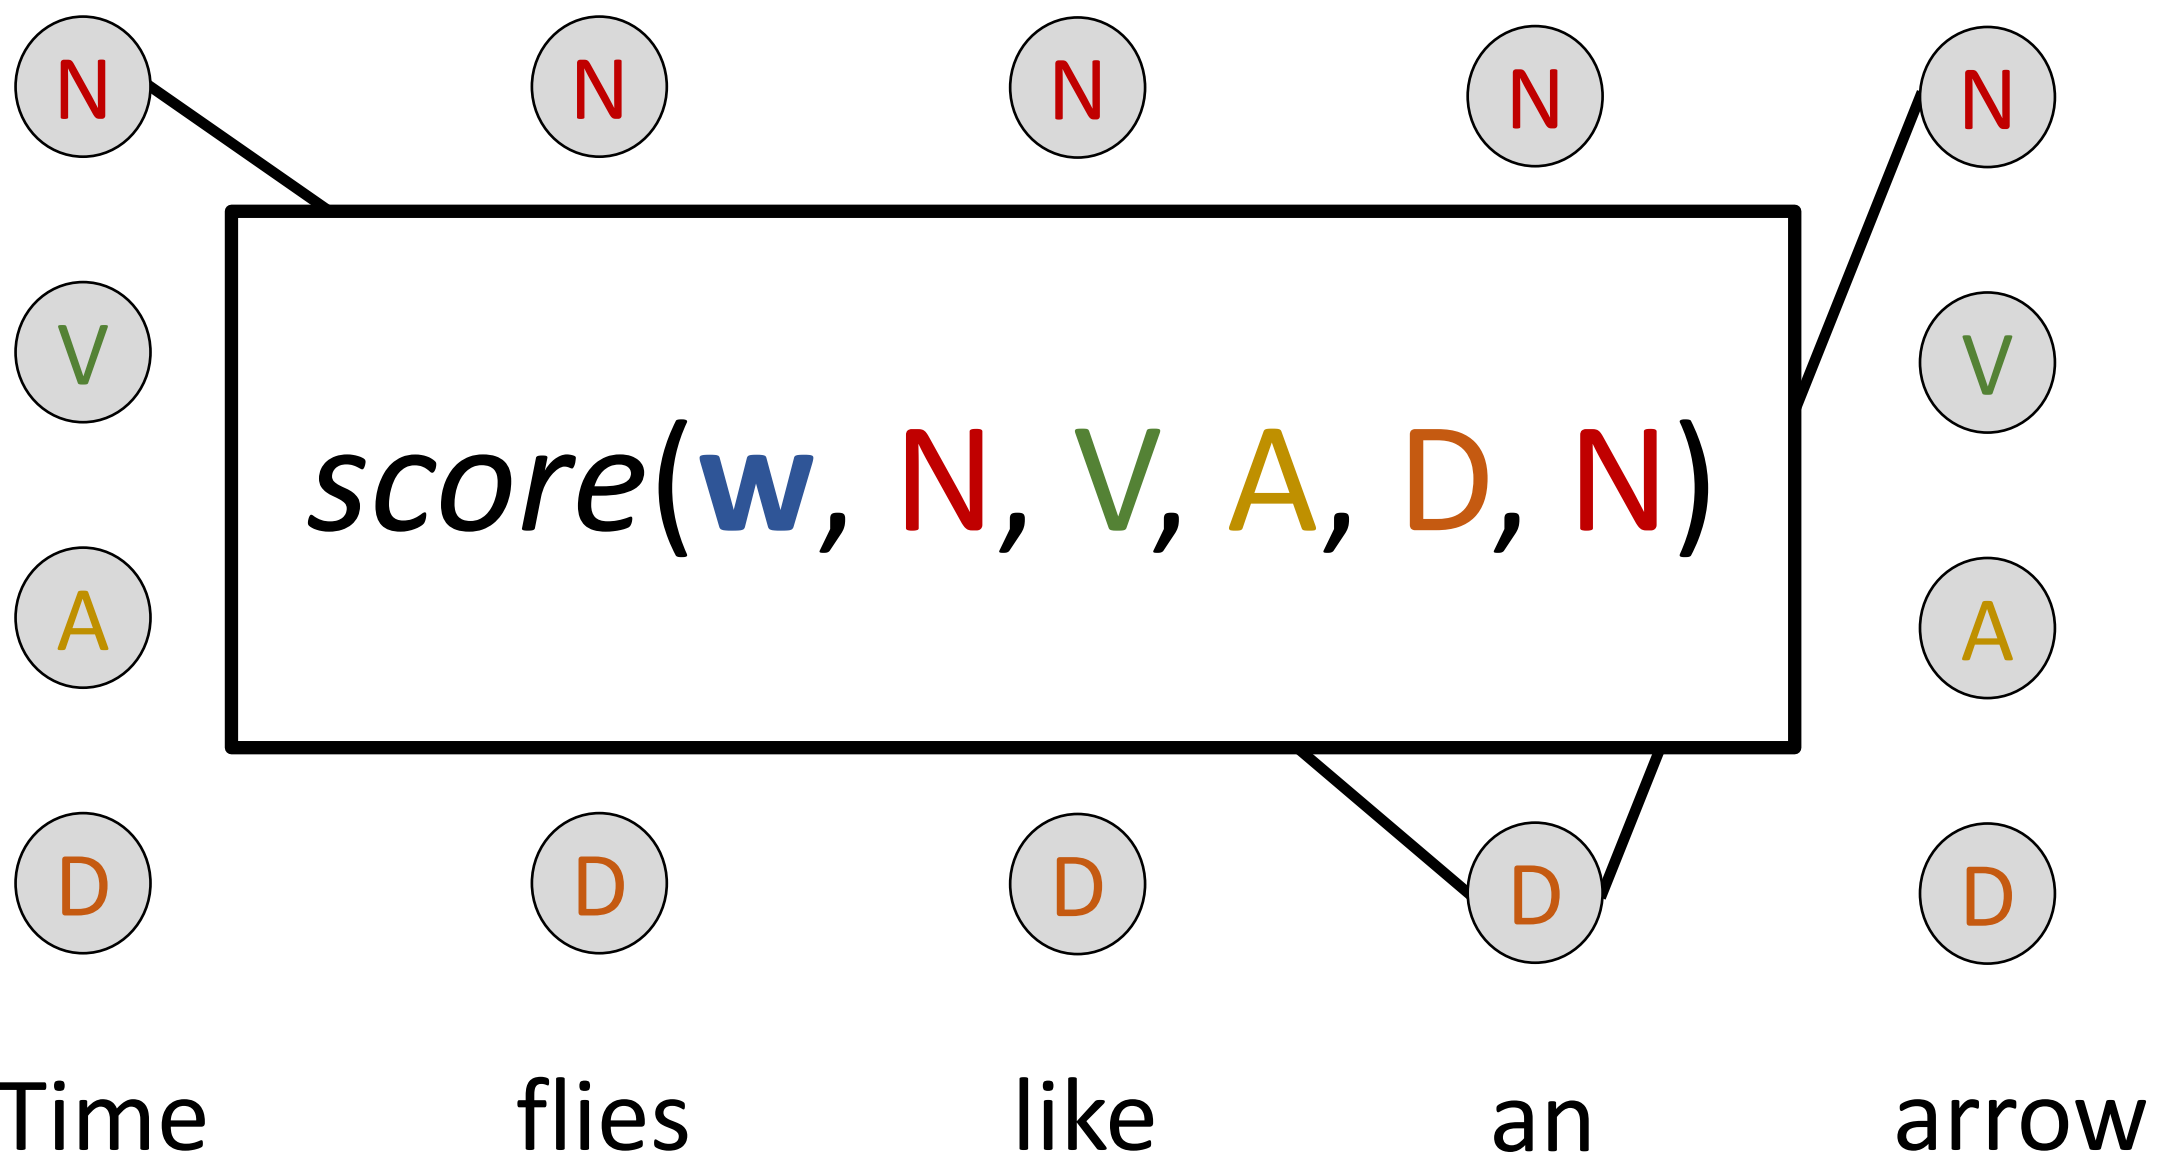 N N N N N
V V
score(w, N, V, A, D, N)
A A
D D D D D
Time flies like an arrow